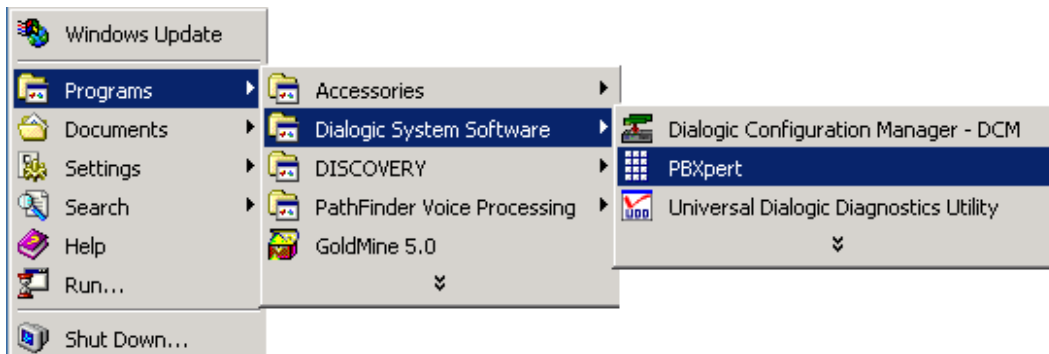 Windows Update
Programs
Documents
Settings
Search
Help
Run...
Shut Down...
Accessories
Dialogic System Software
DISCOVERY
PathFinder Voice Processing
GoldMine 5.0
Dialogic Configuration Manager - DCM
PBXpert
Universal Dialogic Diagnostics Utility